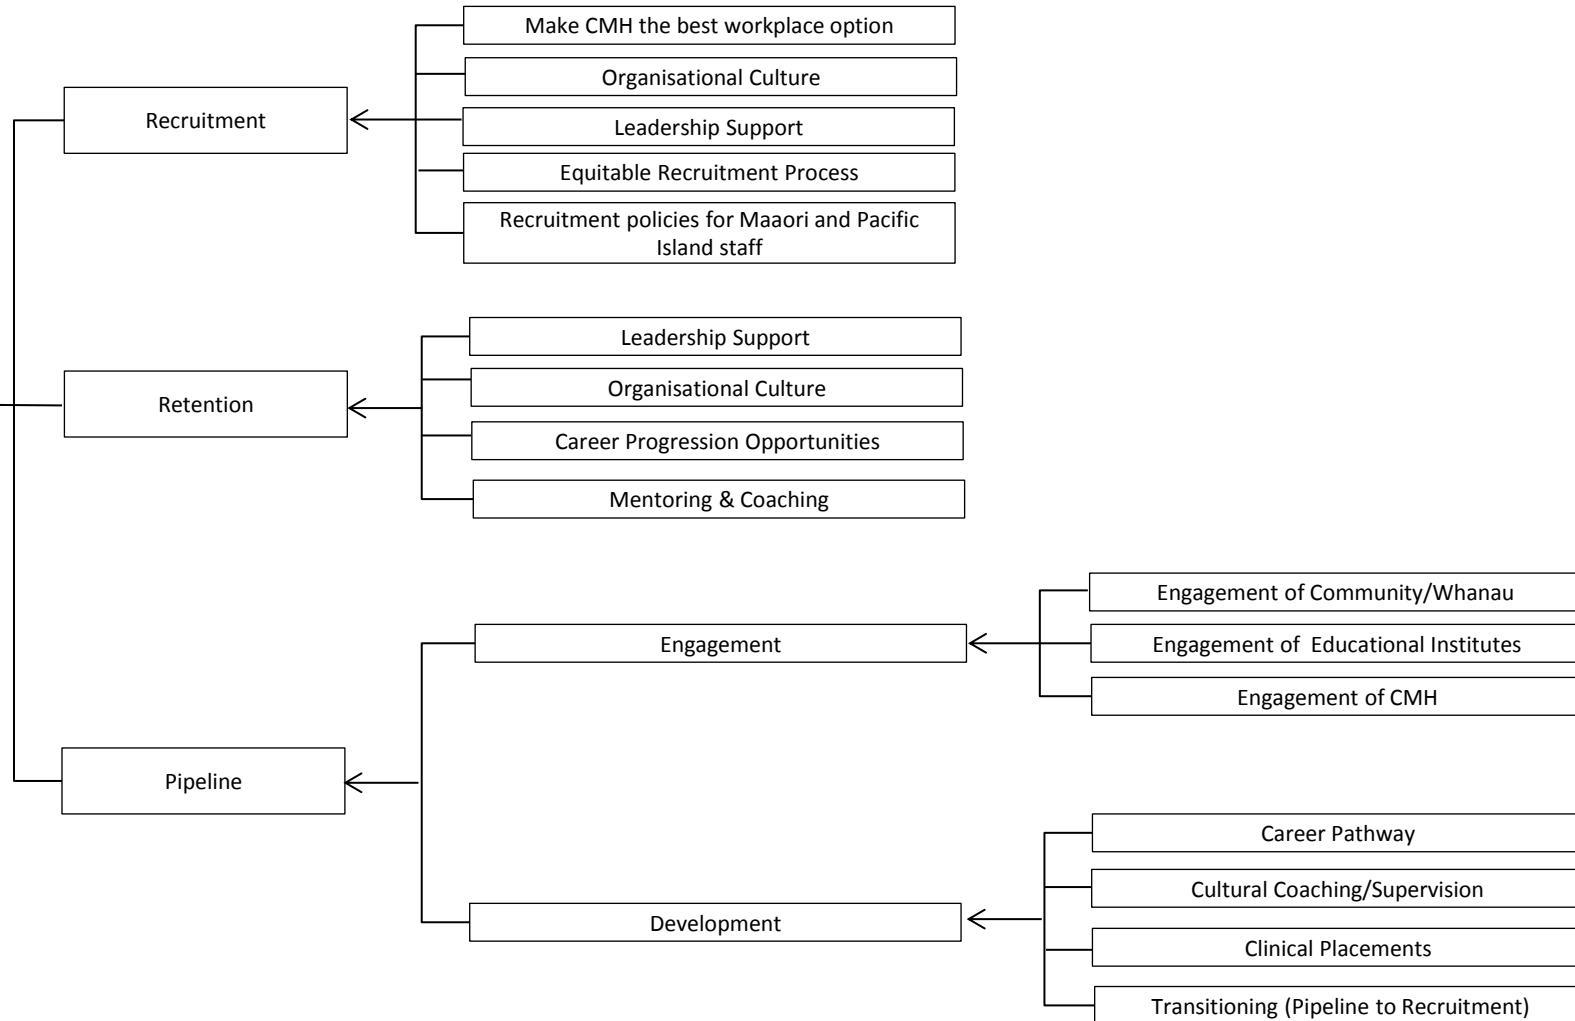 Make CMH the best workplace option
Organisational Culture
Recruitment
Leadership Support
Equitable Recruitment Process
Recruitment policies for Maaori and Pacific
Island staff
Leadership Support
Organisational Culture
Retention
Career Progression Opportunities
Mentoring & Coaching
Engagement of Community/Whanau
Engagement
Engagement of  Educational Institutes
Engagement of CMH
Pipeline
Career Pathway
Cultural Coaching/Supervision
Development
Clinical Placements
Transitioning (Pipeline to Recruitment)